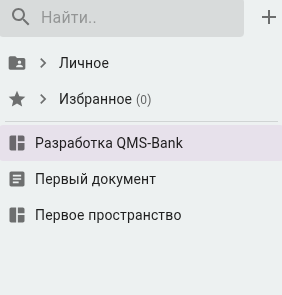 Найти..
Личное
Избранное (0)
Разработка QMS-Bank
Первый документ
Первое пространство